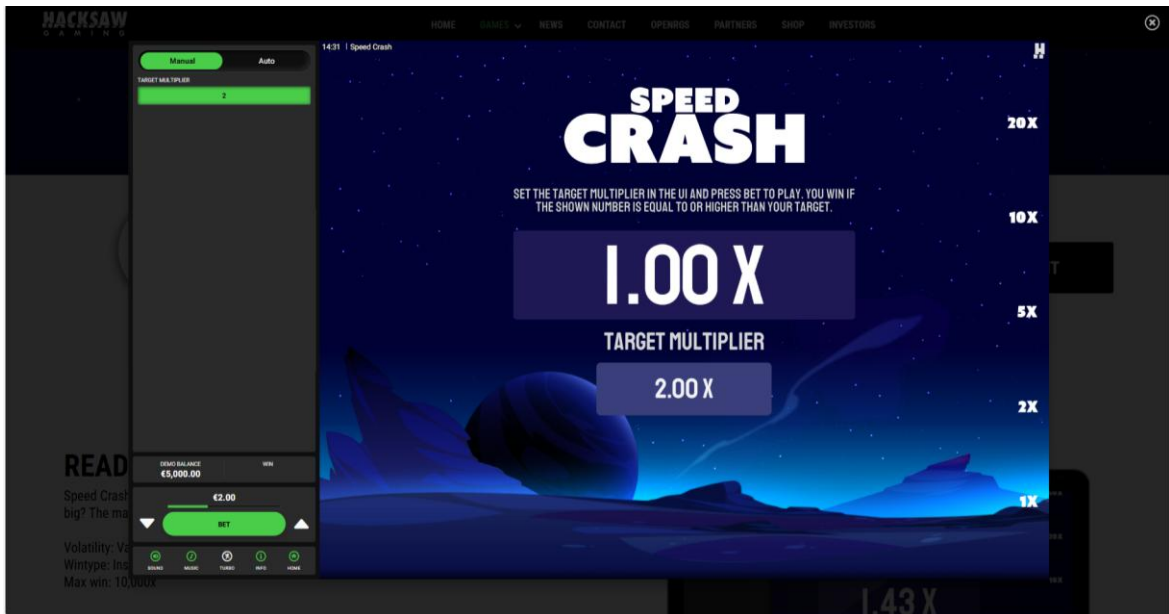 HACKSAW
GAMING
HOME GAMES NEWS CONTACT OPENRGS PARTNERS SHOP INVESTORS
Manual Auto
TARGET MULTIPLIER
2
14:31 | Speed Crash
H
SPEED
CRASH
SET THE TARGET MULTIPLIER IN THE UI AND PRESS BET TO PLAY. YOU WIN IF
THE SHOWN NUMBER IS EQUAL TO OR HIGHER THAN YOUR TARGET.
1.00 X
TARGET MULTIPLIER
2.00 X
20X
10X
5X
2X
1X
DEMO BALANCE WIN
€5,000.00
€2.00
BET
SOUND MUSIC TURBO INFO HOME
READ
Speed Crash
big? The ma
Volatility: Va
Wintype: Ins
Max win: 10,000x
T
1.43 X